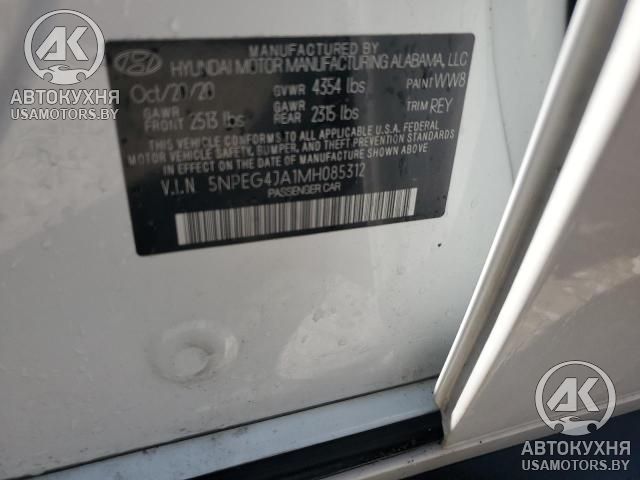 MANUFACTURED BY
HYUNDAI MOTOR MANUFACTURING ALABAMA, LLC
Oct/20/20 GVWR 4354 lbs PAINT WW8
GAWR FRONT 2513 lbs GAWR REAR 2315 lbs TRIM REY
THIS VEHICLE CONFORMS TO ALL APPLICABLE U.S.A. FEDERAL
MOTOR VEHICLE SAFETY, BUMPER, AND THEFT PREVENTION
STANDARDS IN EFFECT ON THE DATE OF MANUFACTURE SHOWN ABOVE.
V.I.N 5NPEG4JA1MH085312
PASSENGER CAR
АК
АВТОКУХНЯ
USAMOTORS.BY
АК
АВТОКУХНЯ
USAMOTORS.BY